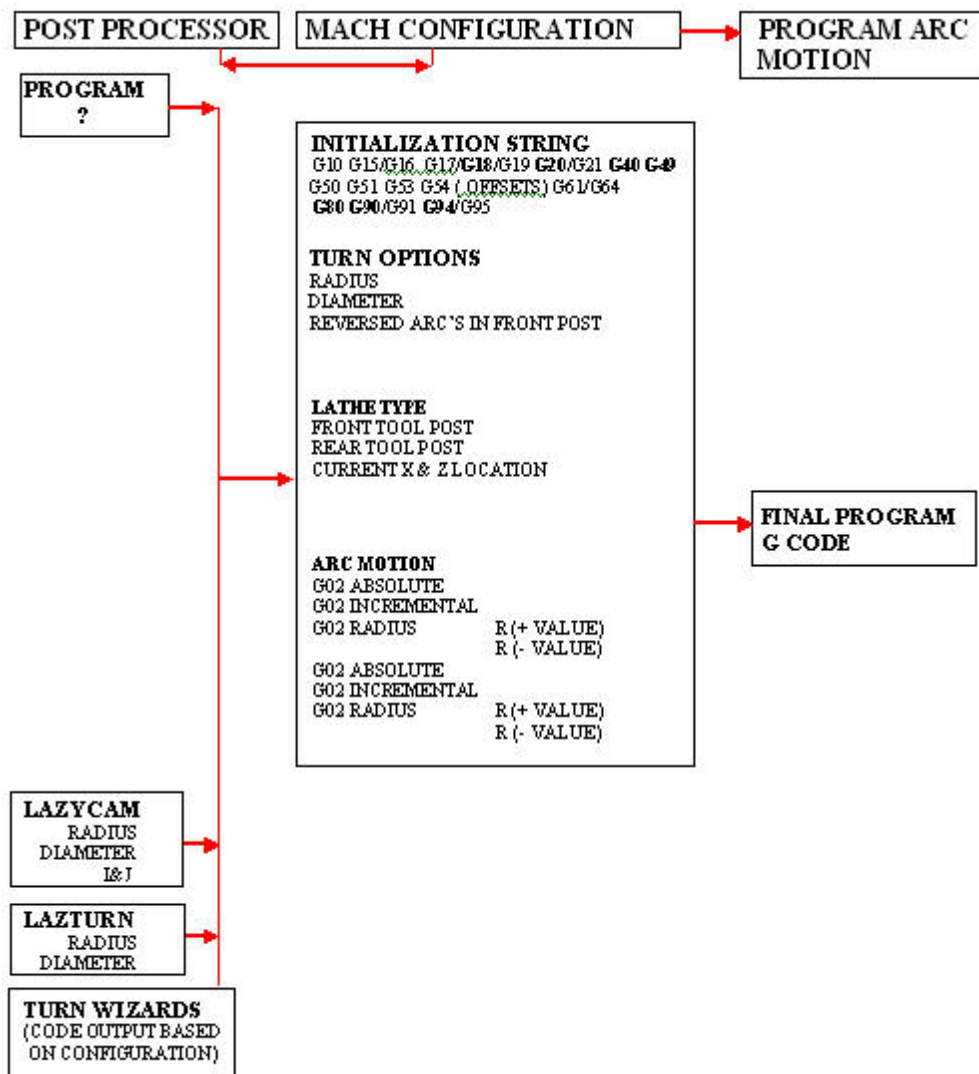 POST PROCESSOR
MACH CONFIGURATION
PROGRAM ARC
MOTION
PROGRAM
?
INITIALIZATION STRING
G10 G15/G16 G17/G18/G19 G20/G21 G40 G49
G50 G51 G53 G54 ( OFFSETS) G61/G64
G80 G90/G91 G94/G95
TURN OPTIONS
RADIUS
DIAMETER
REVERSED ARC'S IN FRONT POST
LATHE TYPE
FRONT TOOL POST
REAR TOOL POST
CURRENT X & Z LOCATION
FINAL PROGRAM
G CODE
ARC MOTION
G02 ABSOLUTE
G02 INCREMENTAL
G02 RADIUS R (+ VALUE)
R (- VALUE)
G02 ABSOLUTE
G02 INCREMENTAL
G02 RADIUS R (+ VALUE)
R (- VALUE)
LAZYCAM
RADIUS
DIAMETER
I&J
LAZTURN
RADIUS
DIAMETER
TURN WIZARDS
(CODE OUTPUT BASED
ON CONFIGURATION)